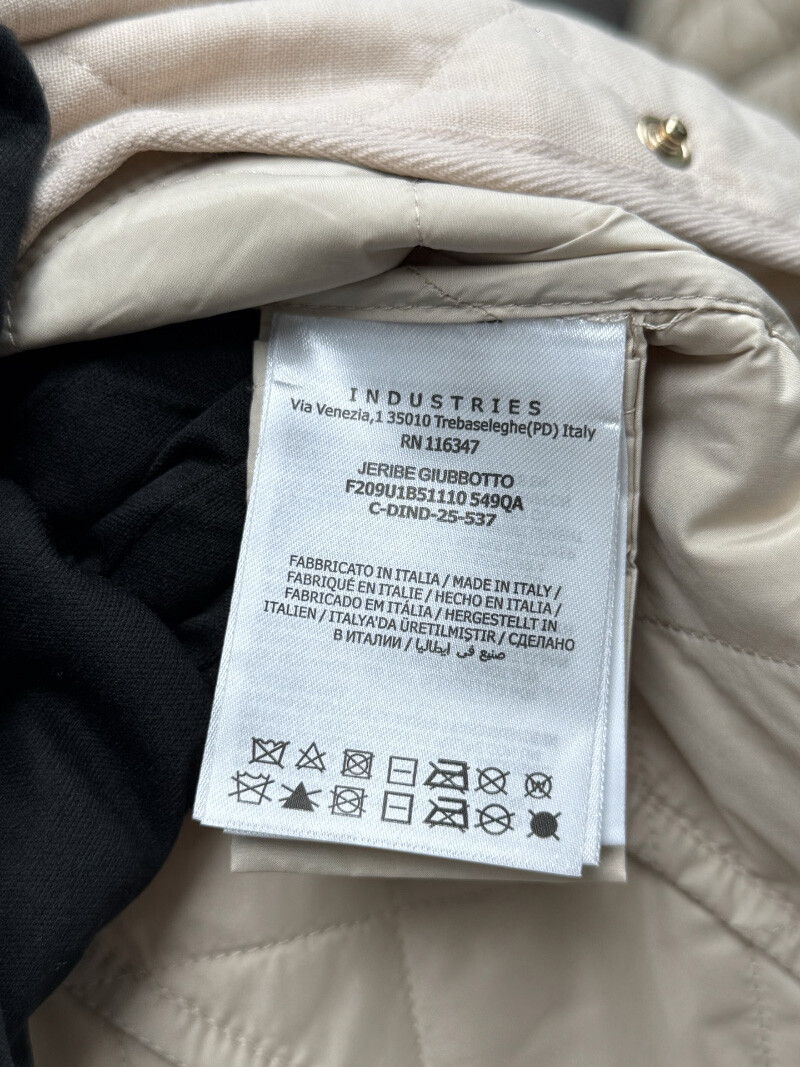 INDUSTRIES
Via Venezia,1 35010 Trebaseleghe(PD) Italy
RN 116347
JERIBE GIUBBOTTO
F209U1B51110 549QA
C-DIND-25-537
FABBRICATO IN ITALIA / MADE IN ITALY /
FABRIQUÉ EN ITALIE / HECHO EN ITALIA /
FABRICADO EM ITÁLIA / HERGESTELLT IN
ITALIEN / ITALYA'DA ÜRETILMIŞTIR / СДЕЛАНО
В ИТАЛИИ / صنيع في إيطاليا
W